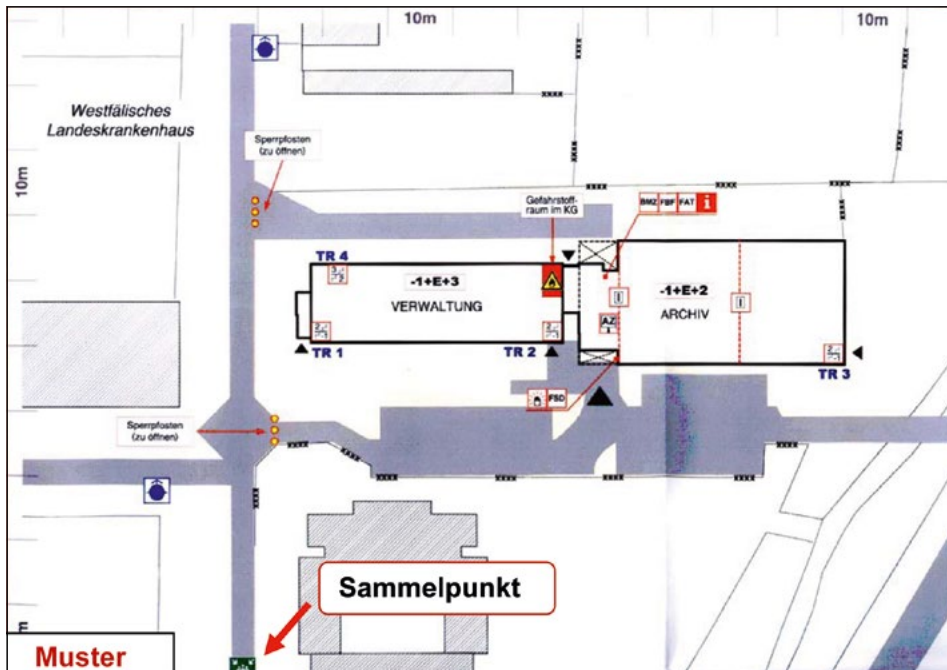 10m
10m
Westfälisches
Landeskrankenhaus
Sperrpfosten
(zu öffnen)
10m
Gefahrstoff-
raum im KG
BMZ FBF FAT i
TR 4
-1+E+3
VERWALTUNG
-1+E+2
ARCHIV
AZ
TR 1
TR 2
TR 3
FSD
Sperrpfosten
(zu öffnen)
Sammelpunkt
Muster